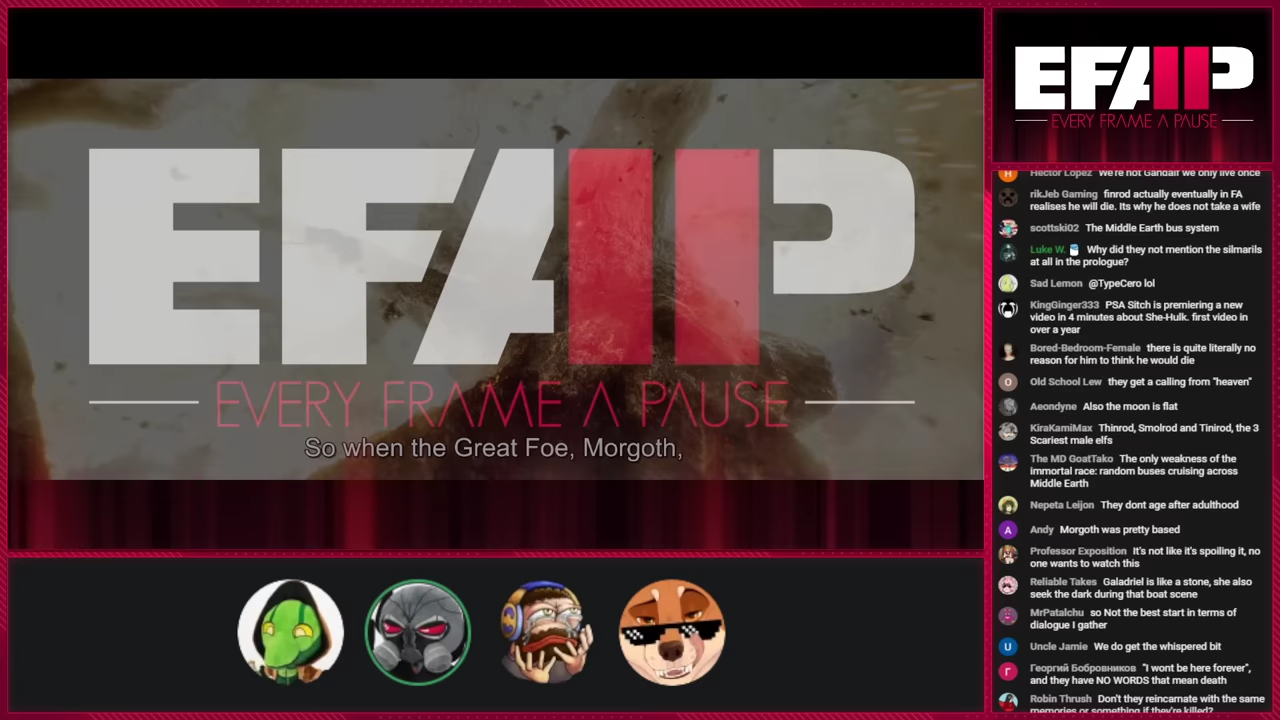 EFAP
EVERY FRAME A PAUSE
So when the Great Foe, Morgoth,
EFAP
EVERY FRAME A PAUSE
Hector Lopez We're not Gandalf we only live once
rikJeb Gaming finrod actually eventually in FA
realises he will die. Its why he does not take a wife
scottski02 The Middle Earth bus system
Luke W. Why did they not mention the silmarils
at all in the prologue?
Sad Lemon @TypeCero lol
KingGinger333 PSA Sitch is premiering a new
video in 4 minutes about She-Hulk. first video in
over a year
Bored-Bedroom-Female there is quite literally no
reason for him to think he would die
Old School Lew they get a calling from "heaven"
Aeondyne Also the moon is flat
KiraKamiMax Thinrod, Smolrod and Tinirod, the 3
Scariest male elfs
The MD GoatTako The only weakness of the
immortal race: random buses cruising across
Middle Earth
Nepeta Leijon They dont age after adulthood
A Andy Morgoth was pretty based
Professor Exposition It's not like it's spoiling it, no
one wants to watch this
Reliable Takes Galadriel is like a stone, she also
seek the dark during that boat scene
MrPatalchu so Not the best start in terms of
dialogue I gather
U Uncle Jamie We do get the whispered bit
Г Георгий Бобровников "I wont be here forever",
and they have NO WORDS that mean death
Robin Thrush Don't they reincarnate with the same
memories or something if they're killed?